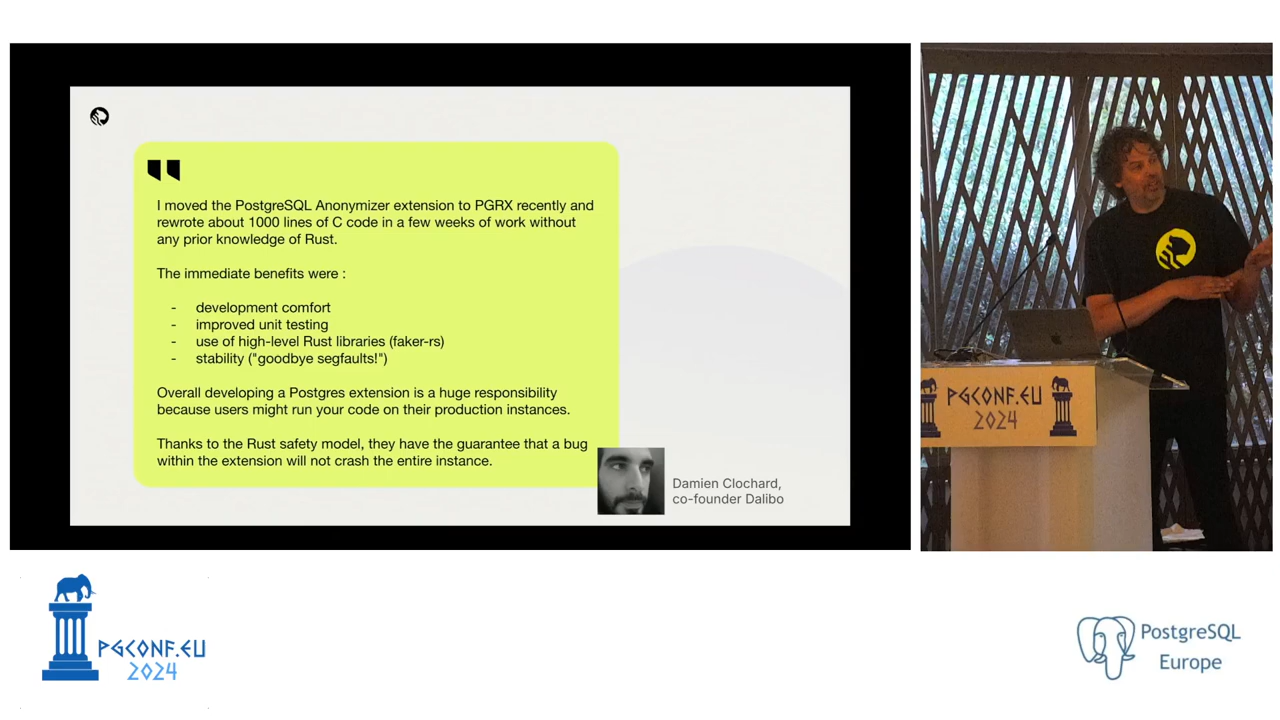 I moved the PostgreSQL Anonymizer extension to PGRX recently and
rewrote about 1000 lines of C code in a few weeks of work without
any prior knowledge of Rust.
The immediate benefits were :
- development comfort
- improved unit testing
- use of high-level Rust libraries (faker-rs)
- stability ("goodbye segfaults!")
Overall developing a Postgres extension is a huge responsibility
because users might run your code on their production instances.
Thanks to the Rust safety model, they have the guarantee that a bug
within the extension will not crash the entire instance.
Damien Clochard,
co-founder Dalibo
PGCONF.EU
2024
PGCONF.EU
2024
PostgreSQL
Europe